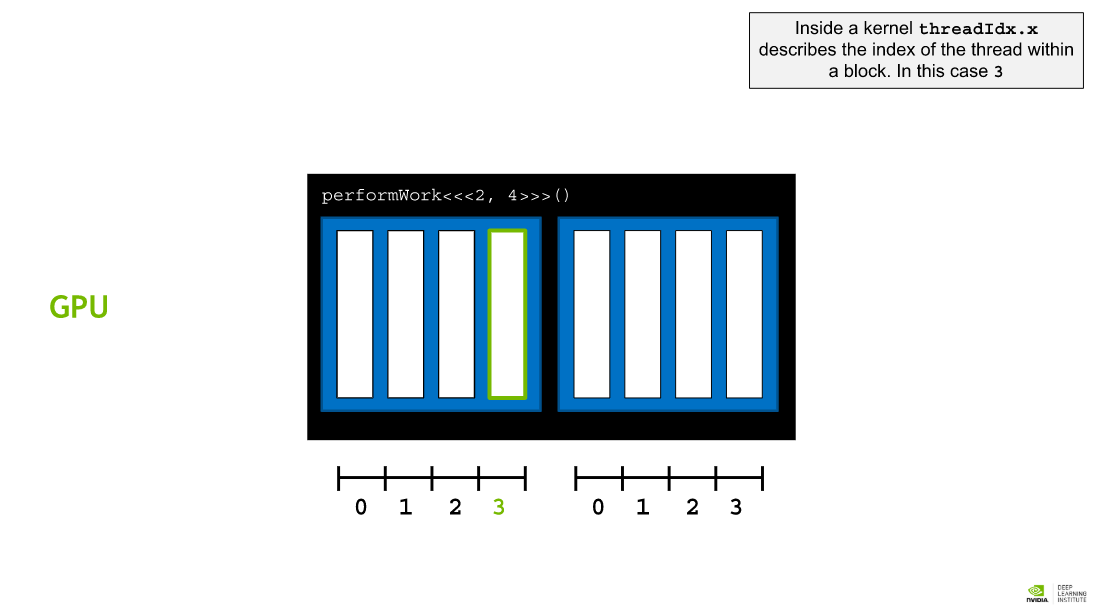 Inside a kernel threadIdx.x
describes the index of the thread within
a block. In this case 3
performWork<<<2, 4>>>()
GPU
0 1 2 3 0 1 2 3
NVIDIA
DEEP
LEARNING
INSTITUTE